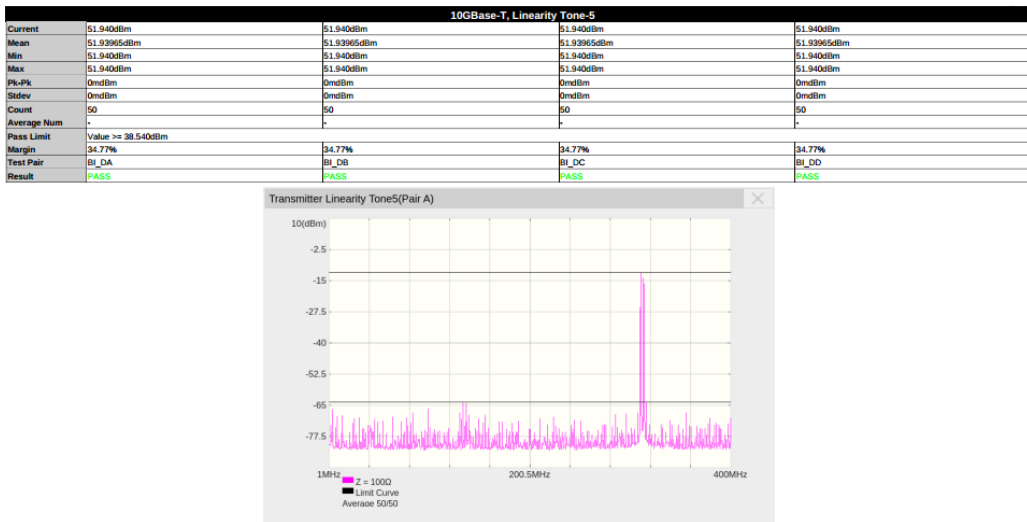 10GBase-T, Linearity Tone-5
Current 51.940dBm 51.940dBm 51.940dBm 51.940dBm
Mean 51.93965dBm 51.93965dBm 51.93965dBm 51.93965dBm
Min 51.940dBm 51.940dBm 51.940dBm 51.940dBm
Max 51.940dBm 51.940dBm 51.940dBm 51.940dBm
Pk-Pk 0mdBm 0mdBm 0mdBm 0mdBm
Stdev 0mdBm 0mdBm 0mdBm 0mdBm
Count 50 50 50 50
Average Num - - - -
Pass Limit Value >= 38.540dBm
Margin 34.77% 34.77% 34.77% 34.77%
Test Pair BI_DA BI_DB BI_DC BI_DD
Result PASS PASS PASS PASS
Transmitter Linearity Tone5(Pair A)
10(dBm)
-2.5
-15
-27.5
-40
-52.5
-65
-77.5
1MHz 200.5MHz 400MHz
Z = 100Ω
Limit Curve
Average 50/50